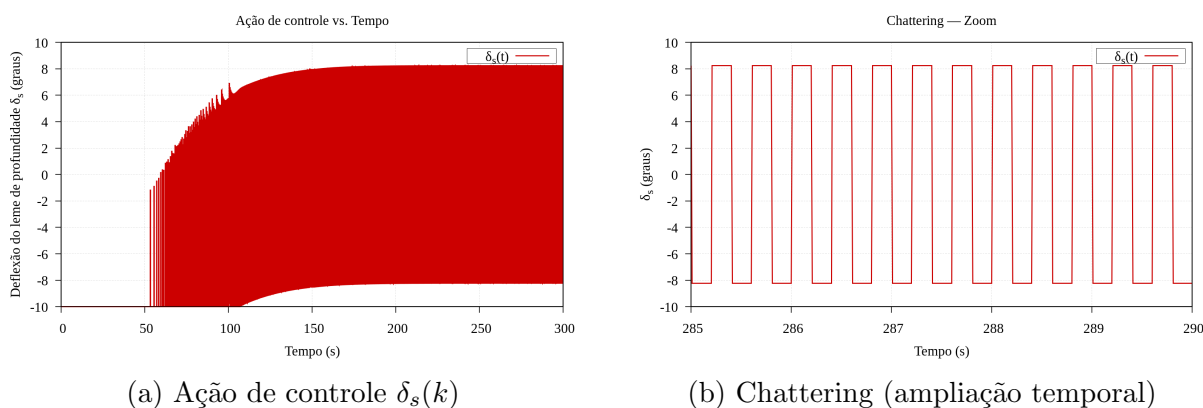 Ação de controle vs. Tempo
δs(t)
Deflexão do leme de profundidade δs (graus)
10
8
6
4
2
0
-2
-4
-6
-8
-10
0 50 100 150 200 250 300
Tempo (s)
(a) Ação de controle δs(k)
Chattering — Zoom
δs(t)
δs (graus)
10
8
6
4
2
0
-2
-4
-6
-8
-10
285 286 287 288 289 290
Tempo (s)
(b) Chattering (ampliação temporal)